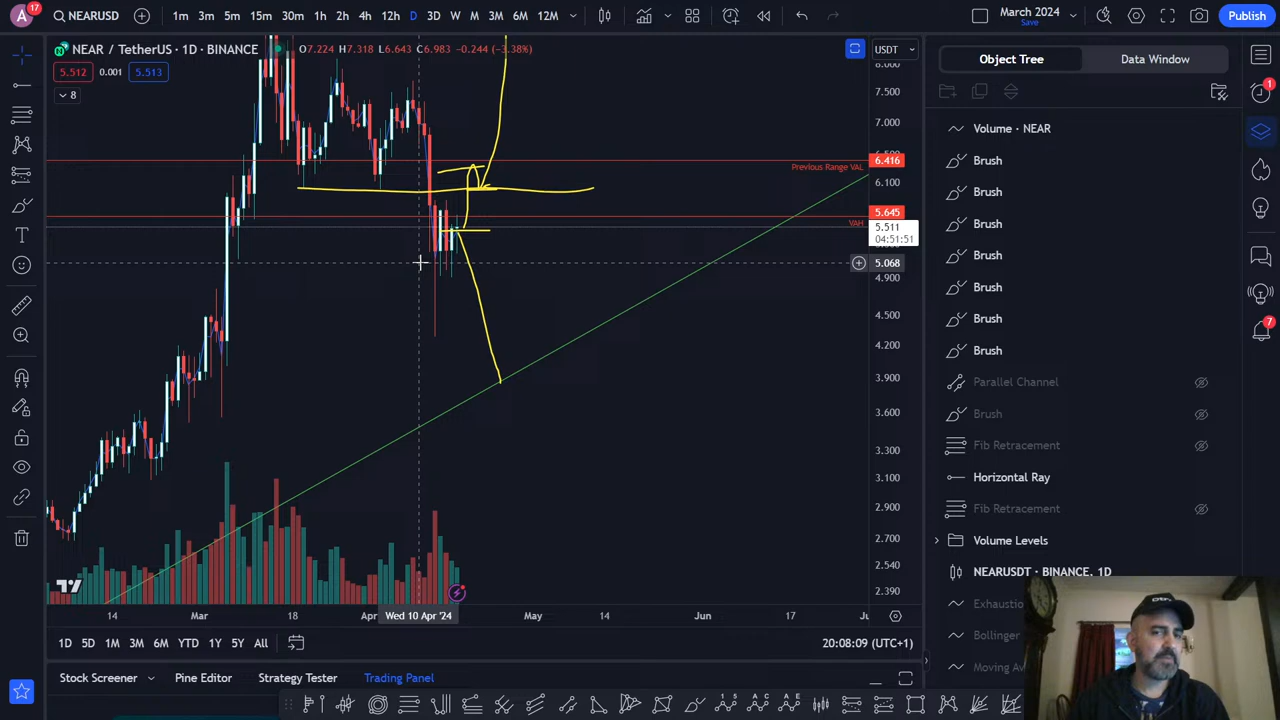 A 17 NEARUSD 1m 3m 5m 15m 30m 1h 2h 4h 12h D 3D W M 3M 6M 12M March 2024 Save Publish
NEAR / TetherUS · 1D · BINANCE O7.224 H7.318 L6.643 C6.983 −0.244 (−3.38%) USDT
5.512 0.001 5.513
8
8.000
7.500
7.000
6.416
Previous Range VAL
6.100
5.645
VAH
5.511
04:51:51
5.068
4.900
4.500
4.200
3.900
3.600
3.300
3.100
2.900
2.700
2.540
2.390
14 Mar 18 Apr Wed 10 Apr '24 May 14 Jun 17
1D 5D 1M 3M 6M YTD 1Y 5Y All 20:08:09 (UTC+1)
Stock Screener Pine Editor Strategy Tester Trading Panel
Object Tree Data Window
Volume · NEAR
Brush
Brush
Brush
Brush
Brush
Brush
Brush
Parallel Channel
Brush
Fib Retracement
Horizontal Ray
Fib Retracement
Volume Levels
NEARUSDT · BINANCE, 1D
Bollinger
1
7